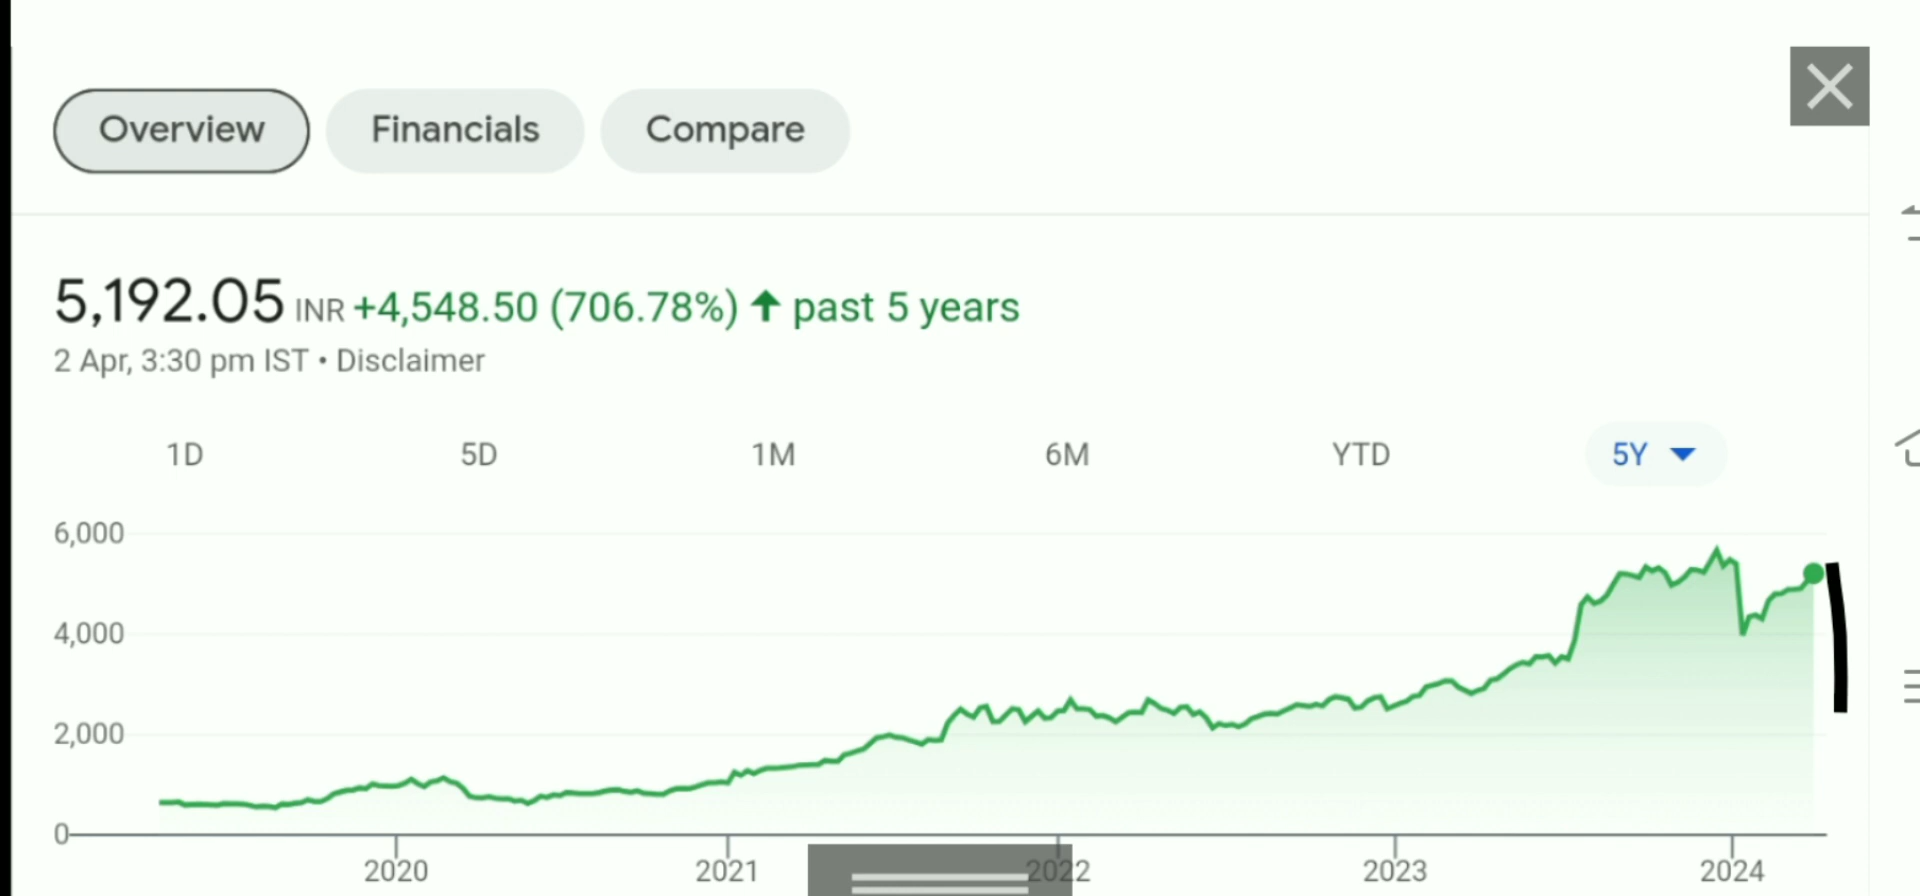 Overview Financials Compare
5,192.05 INR +4,548.50 (706.78%) ↑ past 5 years
2 Apr, 3:30 pm IST • Disclaimer
1D 5D 1M 6M YTD 5Y
6,000
4,000
2,000
0
2020 2021 2022 2023 2024